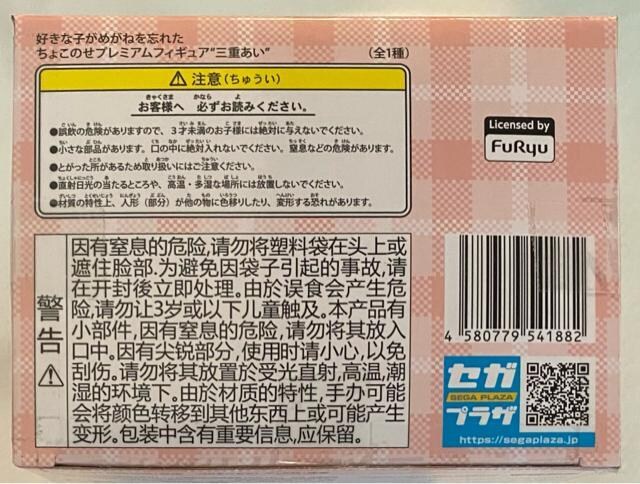 好きな子がめがねを忘れた
ちょこのせプレミアムフィギュア"三重あい"
(全1種)
⚠ 注意(ちゅうい)
お客様へ 必ずお読みください。
●誤飲の危険がありますので、3才未満のお子様には絶対に与えないでください。
●小さな部品があります。口の中に絶対入れないでください。窒息などの危険があります。
●とがった所があるため取り扱いにはご注意ください。
●直射日光の当たるところや、高温・多湿な場所には放置しないでください。
●材質の特性上、人形(部分)が他の物に色移りしたり、変形する恐れがあります。
Licensed by
FuRyu
警告⚠
因有窒息的危险,请勿将塑料袋在头上或
遮住脸部.为避免因袋子引起的事故,请
在开封後立即处理。由於误食会产生危
险,请勿让3岁或以下儿童触及。本产品有
小部件,因有窒息的危险,请勿将其放入
口中。因有尖锐部分,使用时请小心,以免
刮伤。请勿将其放置於受光直射,高温,潮
湿的环境下。由於材质的特性,手办可能
会将颜色转移到其他东西上或可能产生
变形。包装中含有重要信息,应保留。
4 580779 541882
セガ
SEGA PLAZA
プラザ
https://segaplaza.jp